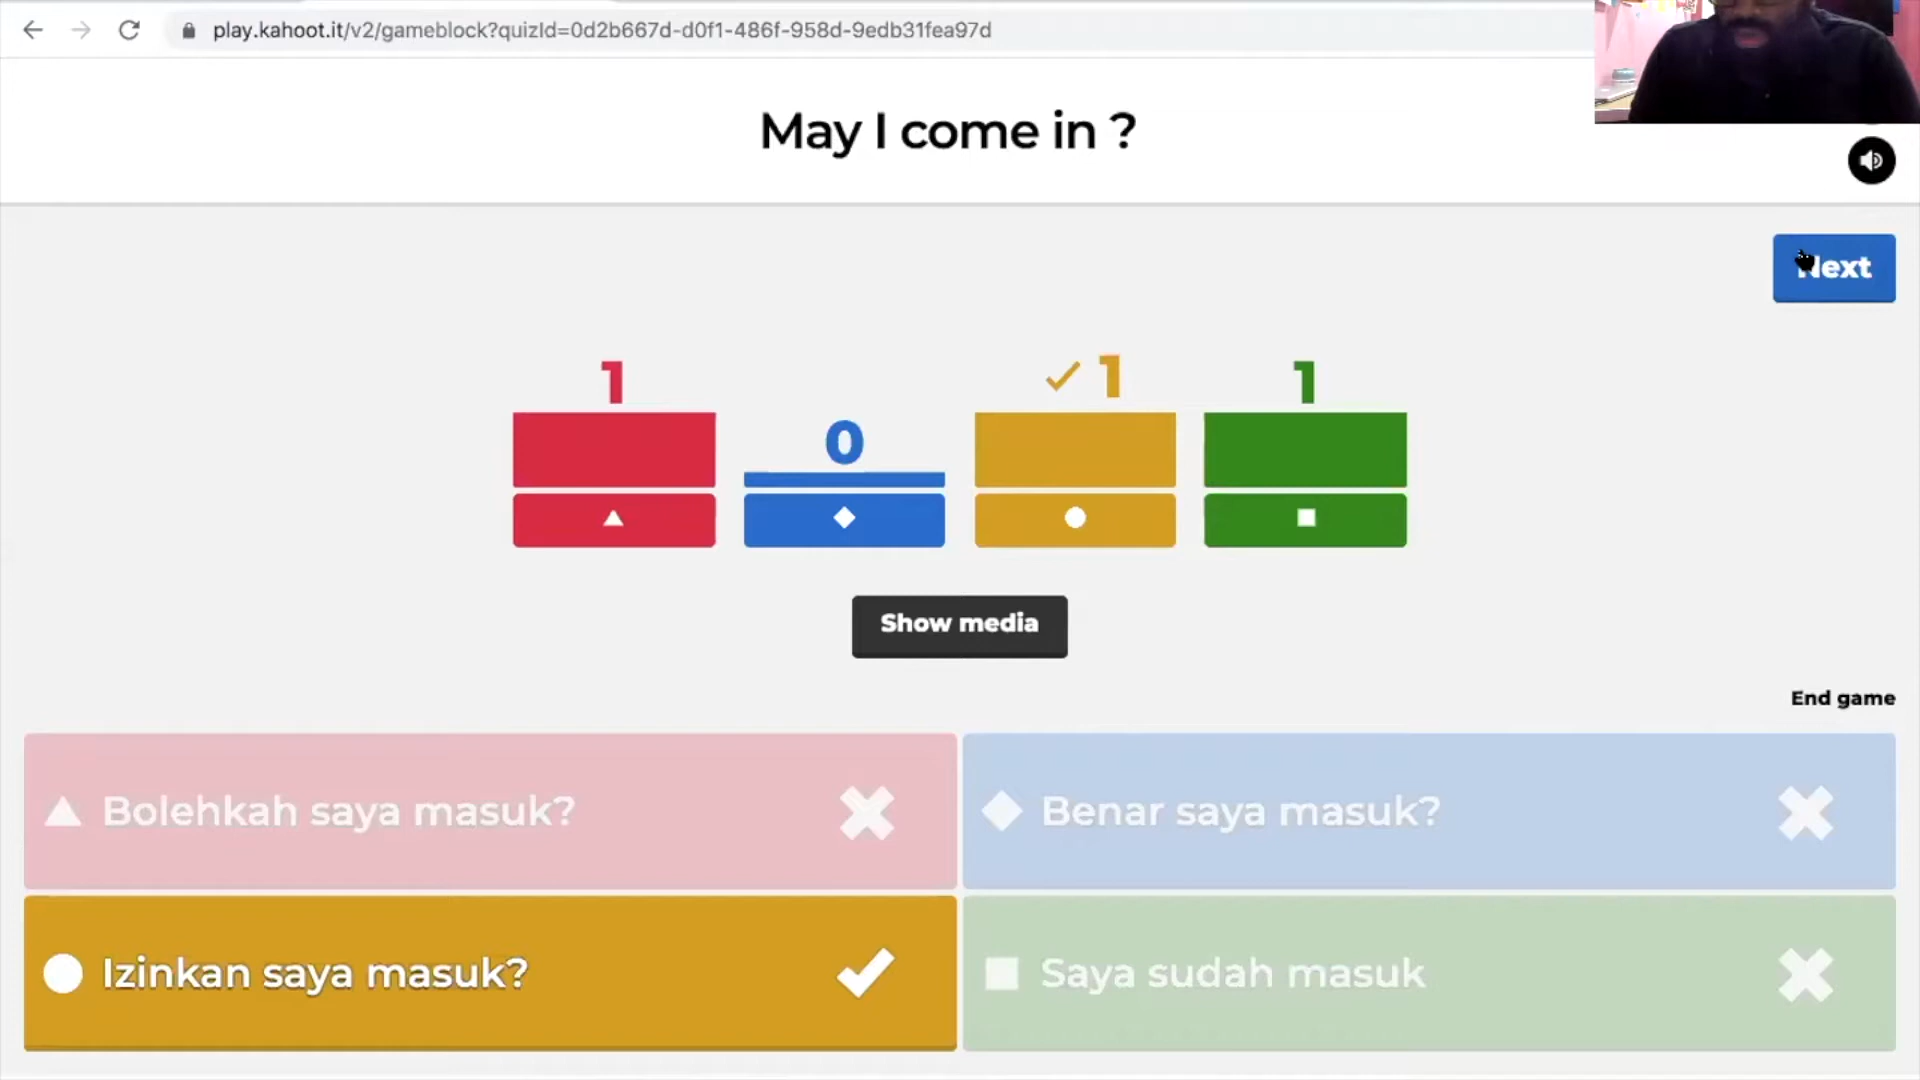 play.kahoot.it/v2/gameblock?quizId=0d2b667d-d0f1-486f-958d-9edb31fea97d
May I come in ?
Next
1
0
1
1
Show media
End game
Bolehkah saya masuk?
Benar saya masuk?
Izinkan saya masuk?
Saya sudah masuk